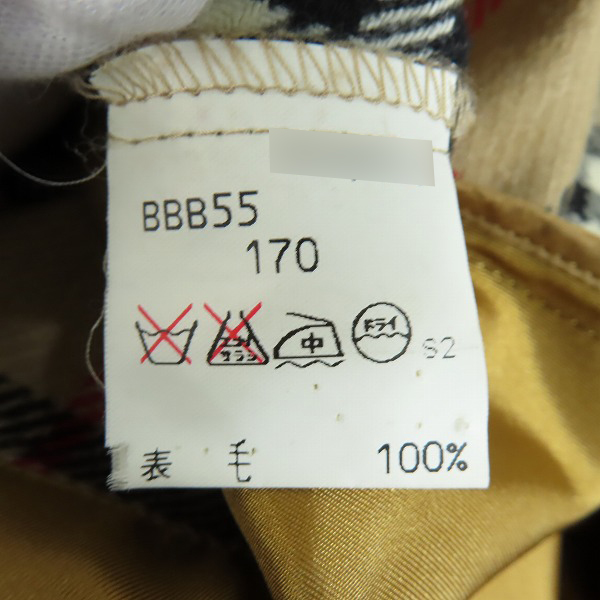 BBB55
170
エンソ
サラシ
中
ドライ
S2
表 毛 100%